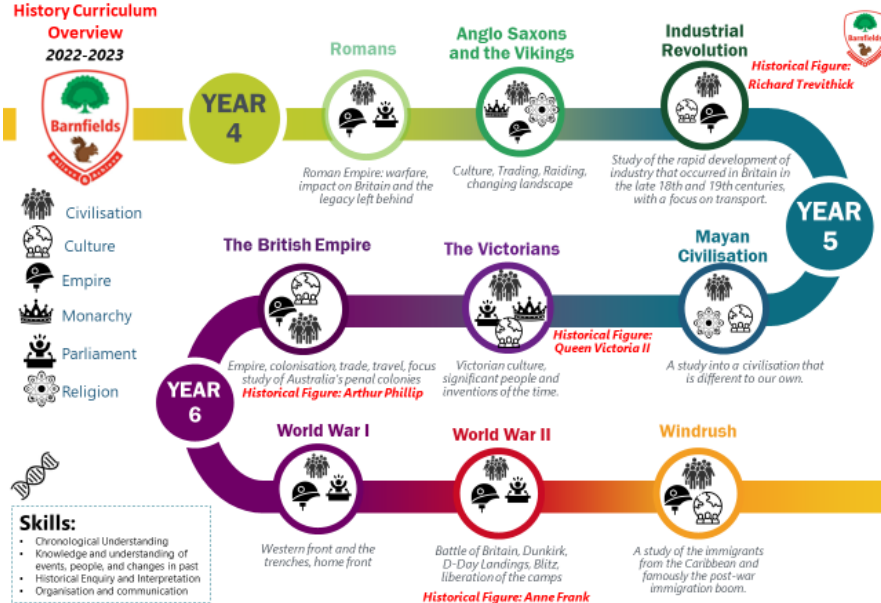 History Curriculum
Overview
2022-2023
Barnfields
YEAR
4
Romans
Roman Empire: warfare,
impact on Britain and the
legacy left behind
Anglo Saxons
and the Vikings
Culture, Trading, Raiding,
changing landscape
Industrial
Revolution
Historical Figure:
Richard Trevithick
Study of the rapid development of
industry that occurred in Britain in
the late 18th and 19th centuries,
with a focus on transport.
Barnfields
YEAR
5
Civilisation
Culture
Empire
Monarchy
Parliament
Religion
Mayan
Civilisation
A study into a civilisation that
is different to our own.
The Victorians
Historical Figure:
Queen Victoria II
Victorian culture,
significant people and
inventions of the time.
The British Empire
Empire, colonisation, trade, travel, focus
study of Australia's penal colonies
Historical Figure: Arthur Phillip
YEAR
6
World War I
Western front and the
trenches, home front
World War II
Battle of Britain, Dunkirk,
D-Day Landings, Blitz,
liberation of the camps
Historical Figure: Anne Frank
Windrush
A study of the immigrants
from the Caribbean and
famously the post-war
immigration boom.
Skills:
• Chronological Understanding
• Knowledge and understanding of
events, people, and changes in past
• Historical Enquiry and Interpretation
• Organisation and communication